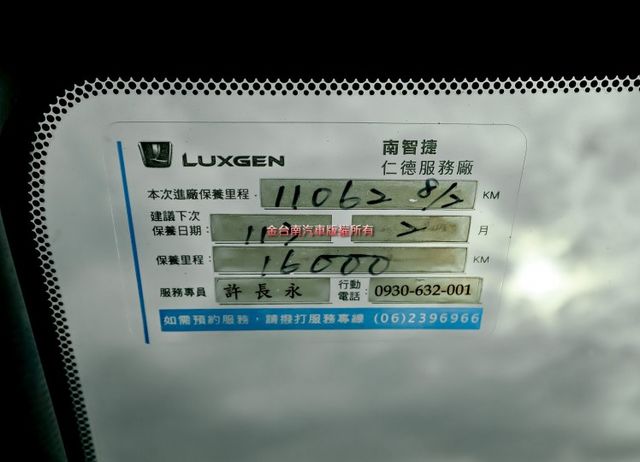 LUXGEN 南智捷
仁德服務廠
本次進廠保養里程: 11062 8/2 KM
建議下次
保養日期: 113 2 月
金台南汽車版權所有
保養里程: 16000 KM
服務專員 許長永 行動電話: 0930-632-001
如需預約服務,請撥打服務專線 (06)2396966